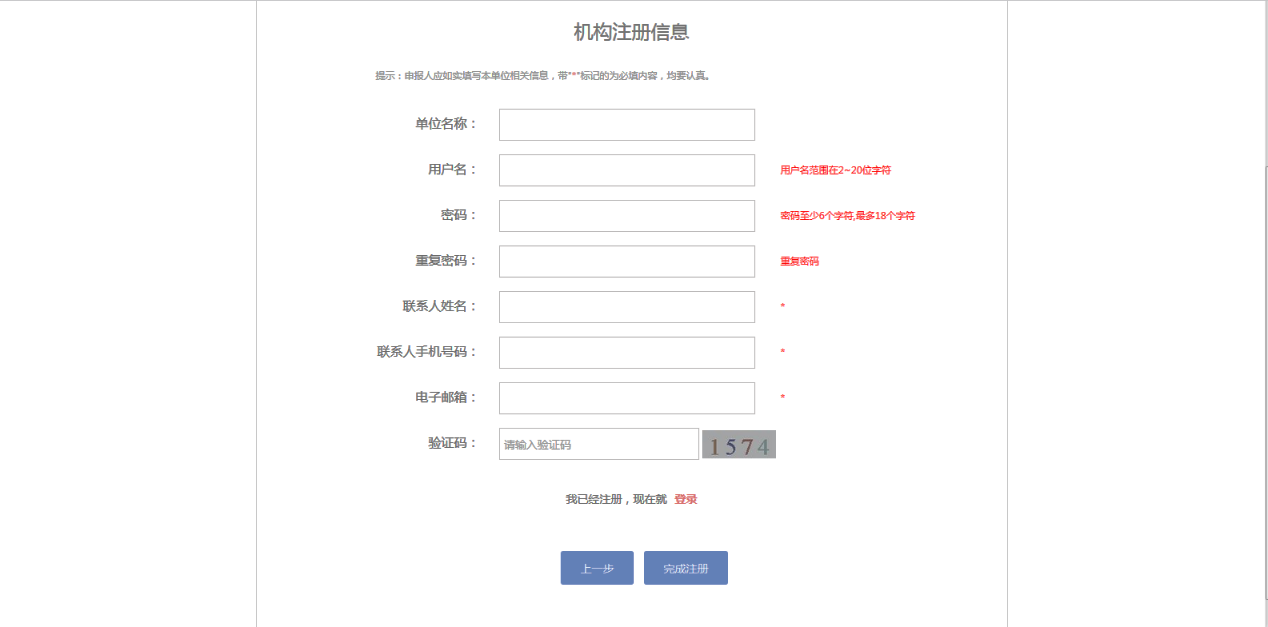 机构注册信息
提示：申报人应如实填写本单位相关信息，带"*"标记的为必填内容，均要认真。
单位名称：
用户名： 用户名范围在2~20位字符
密码： 密码至少6个字符,最多18个字符
重复密码： 重复密码
联系人姓名： *
联系人手机号码： *
电子邮箱： *
验证码： 请输入验证码 1574
我已经注册，现在就 登录
上一步 完成注册